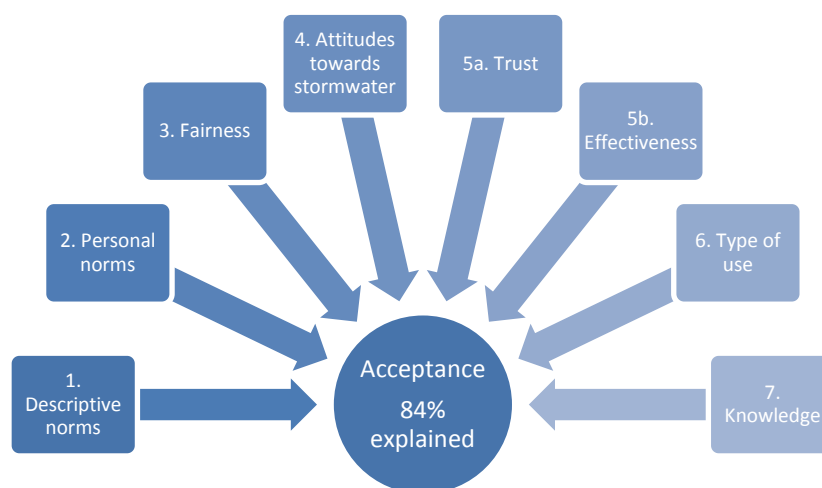 1.
Descriptive
norms
2. Personal
norms
3. Fairness
4. Attitudes
towards
stormwater
5a. Trust
5b.
Effectiveness
6. Type of
use
7.
Knowledge
Acceptance
84%
explained